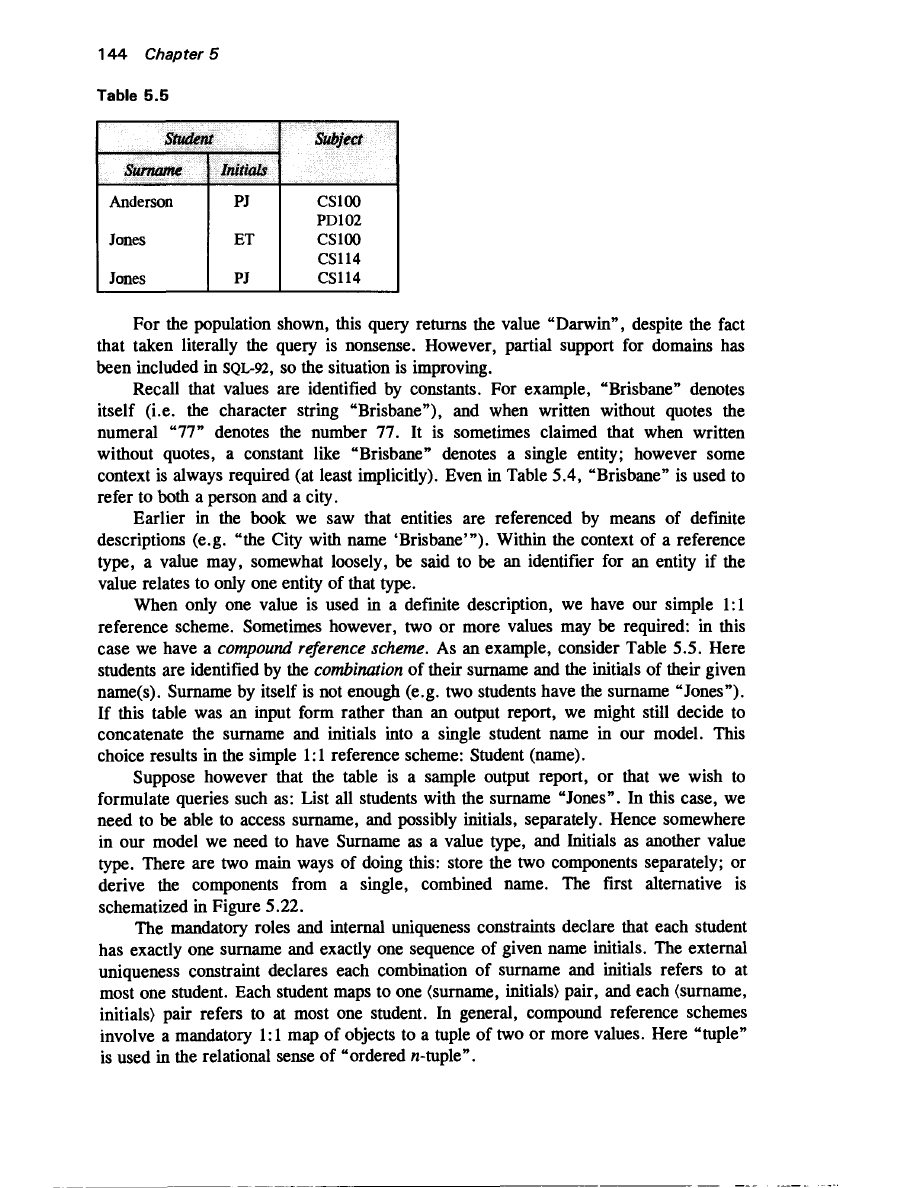 144 Chapter 5
Table 5.5
Student Subject
Surname Initials
Anderson PJ CS100
PD102
Jones ET CS100
CS114
Jones PJ CS114
For the population shown, this query returns the value “Darwin”, despite the fact
that taken literally the query is nonsense. However, partial support for domains has
been included in SQL-92, so the situation is improving.
Recall that values are identified by constants. For example, “Brisbane” denotes
itself (i.e. the character string “Brisbane”), and when written without quotes the
numeral “77” denotes the number 77. It is sometimes claimed that when written
without quotes, a constant like “Brisbane” denotes a single entity; however some
context is always required (at least implicitly). Even in Table 5.4, “Brisbane” is used to
refer to both a person and a city.
Earlier in the book we saw that entities are referenced by means of definite
descriptions (e.g. “the City with name ‘Brisbane’”). Within the context of a reference
type, a value may, somewhat loosely, be said to be an identifier for an entity if the
value relates to only one entity of that type.
When only one value is used in a definite description, we have our simple 1:1
reference scheme. Sometimes however, two or more values may be required: in this
case we have a compound reference scheme. As an example, consider Table 5.5. Here
students are identified by the combination of their surname and the initials of their given
name(s). Surname by itself is not enough (e.g. two students have the surname “Jones”).
If this table was an input form rather than an output report, we might still decide to
concatenate the surname and initials into a single student name in our model. This
choice results in the simple 1:1 reference scheme: Student (name).
Suppose however that the table is a sample output report, or that we wish to
formulate queries such as: List all students with the surname “Jones”. In this case, we
need to be able to access surname, and possibly initials, separately. Hence somewhere
in our model we need to have Surname as a value type, and Initials as another value
type. There are two main ways of doing this: store the two components separately; or
derive the components from a single, combined name. The first alternative is
schematized in Figure 5.22.
The mandatory roles and internal uniqueness constraints declare that each student
has exactly one surname and exactly one sequence of given name initials. The external
uniqueness constraint declares each combination of surname and initials refers to at
most one student. Each student maps to one ⟨surname, initials⟩ pair, and each ⟨surname,
initials⟩ pair refers to at most one student. In general, compound reference schemes
involve a mandatory 1:1 map of objects to a tuple of two or more values. Here “tuple”
is used in the relational sense of “ordered n-tuple”.